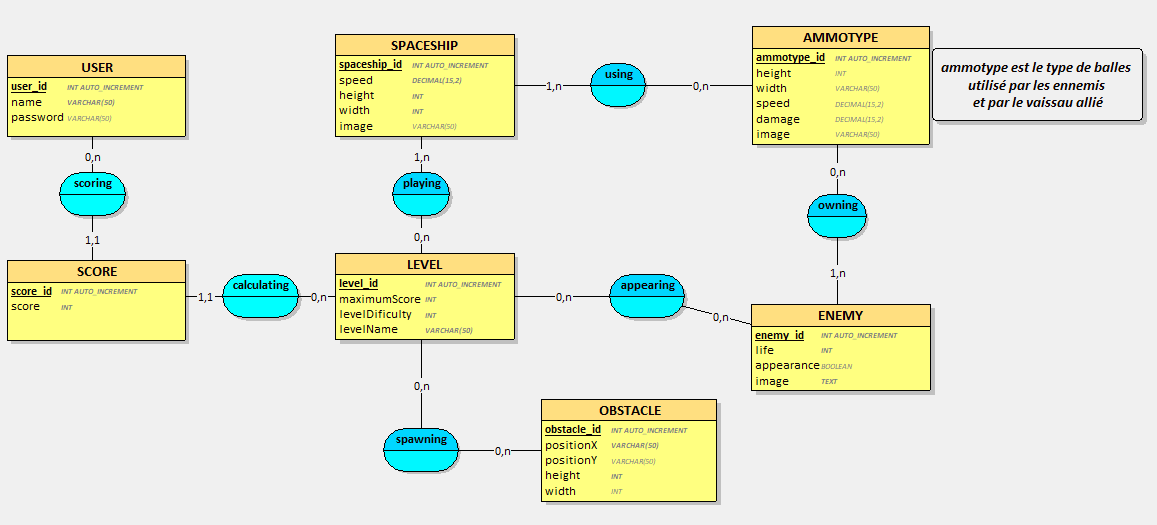 USER
user_id INT AUTO_INCREMENT
name VARCHAR(50)
password VARCHAR(50)
0,n
scoring
1,1
SCORE
score_id INT AUTO_INCREMENT
score INT
1,1
calculating
0,n
SPACESHIP
spaceship_id INT AUTO_INCREMENT
speed DECIMAL(15,2)
height INT
width INT
image VARCHAR(50)
1,n
using
0,n
1,n
playing
0,n
LEVEL
level_id INT AUTO_INCREMENT
maximumScore INT
levelDificulty INT
levelName VARCHAR(50)
0,n
appearing
0,n
0,n
spawning
0,n
OBSTACLE
obstacle_id INT AUTO_INCREMENT
positionX VARCHAR(50)
positionY VARCHAR(50)
height INT
width INT
AMMOTYPE
ammotype_id INT AUTO_INCREMENT
height INT
width VARCHAR(50)
speed DECIMAL(15,2)
damage DECIMAL(15,2)
image VARCHAR(50)
ammotype est le type de balles
utilisé par les ennemis
et par le vaissau allié
0,n
owning
1,n
ENEMY
enemy_id INT AUTO_INCREMENT
life INT
appearance BOOLEAN
image TEXT